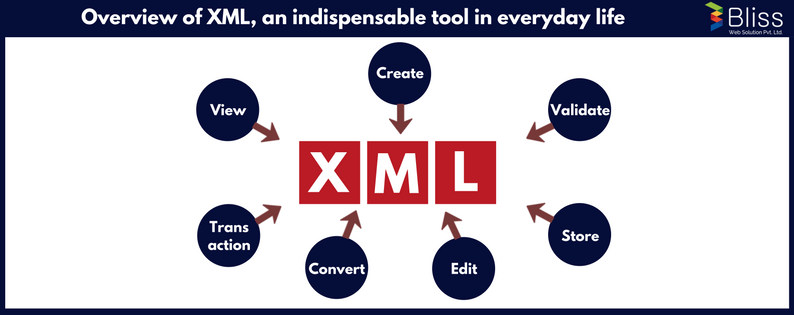 Overview of XML, an indispensable tool in everyday life
Bliss
Web Solution Pvt. Ltd.
Create
View
Validate
X M L
Trans
action
Store
Convert
Edit